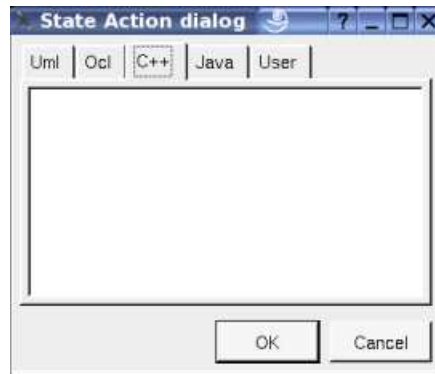 State Action dialog ?
Uml Ocl C++ Java User
OK Cancel